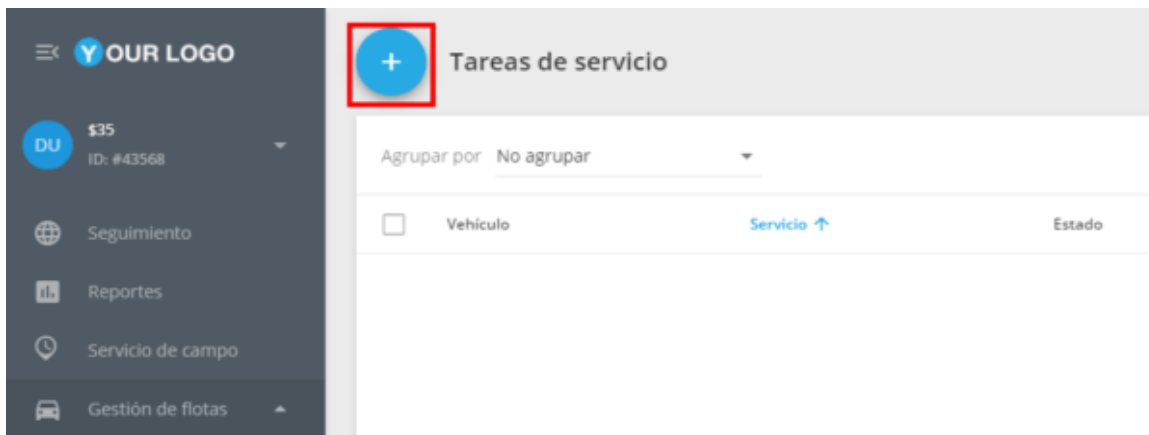 YOUR LOGO
+
Tareas de servicio
DU
$35
ID: #43568
Agrupar por No agrupar
Vehículo Servicio Estado
Seguimiento
Reportes
Servicio de campo
Gestión de flotas